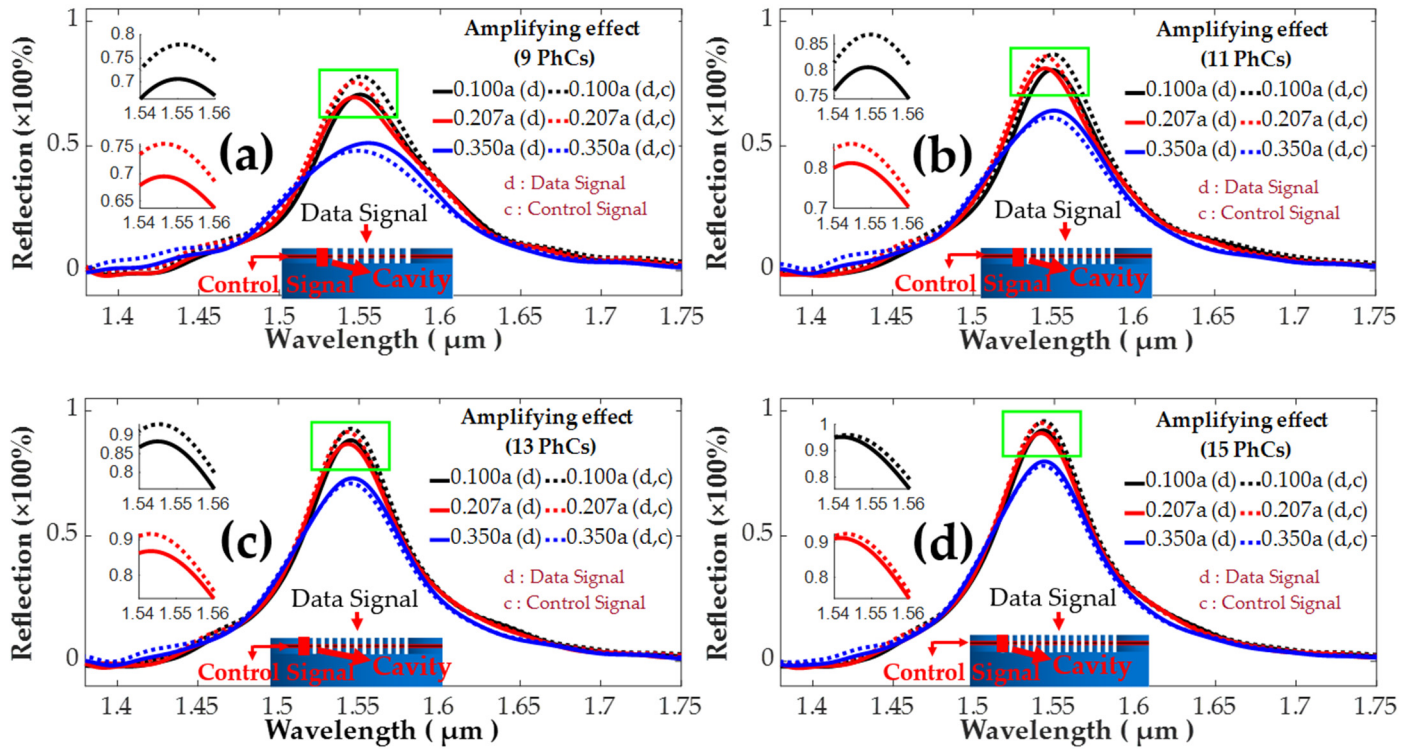 1
0.5
0
Reflection (×100%)
0.8
0.75
0.7
1.54 1.55 1.56
0.75
0.7
0.65
1.54 1.55 1.56
(a)
Amplifying effect
(9 PhCs)
0.100a (d) 0.100a (d,c)
0.207a (d) 0.207a (d,c)
0.350a (d) 0.350a (d,c)
d : Data Signal
c : Control Signal
Data Signal
Control Signal Cavity
1.4 1.45 1.5 1.55 1.6 1.65 1.7 1.75
Wavelength ( μm )
1
0.5
0
Reflection (×100%)
0.85
0.8
0.75
1.54 1.55 1.56
0.8
0.7
1.54 1.55 1.56
(b)
Amplifying effect
(11 PhCs)
0.100a (d) 0.100a (d,c)
0.207a (d) 0.207a (d,c)
0.350a (d) 0.350a (d,c)
d : Data Signal
c : Control Signal
Data Signal
Control Signal Cavity
1.4 1.45 1.5 1.55 1.6 1.65 1.7 1.75
Wavelength ( μm )
1
0.5
0
Reflection (×100%)
0.9
0.85
0.8
1.54 1.55 1.56
0.9
0.8
1.54 1.55 1.56
(c)
Amplifying effect
(13 PhCs)
0.100a (d) 0.100a (d,c)
0.207a (d) 0.207a (d,c)
0.350a (d) 0.350a (d,c)
d : Data Signal
c : Control Signal
Data Signal
Control Signal Cavity
1.4 1.45 1.5 1.55 1.6 1.65 1.7 1.75
Wavelength ( μm )
1
0.5
0
Reflection (×100%)
1
0.9
0.8
1.54 1.55 1.56
0.9
0.8
1.54 1.55 1.56
(d)
Amplifying effect
(15 PhCs)
0.100a (d) 0.100a (d,c)
0.207a (d) 0.207a (d,c)
0.350a (d) 0.350a (d,c)
d : Data Signal
c : Control Signal
Data Signal
Control Signal Cavity
1.4 1.45 1.5 1.55 1.6 1.65 1.7 1.75
Wavelength ( μm )